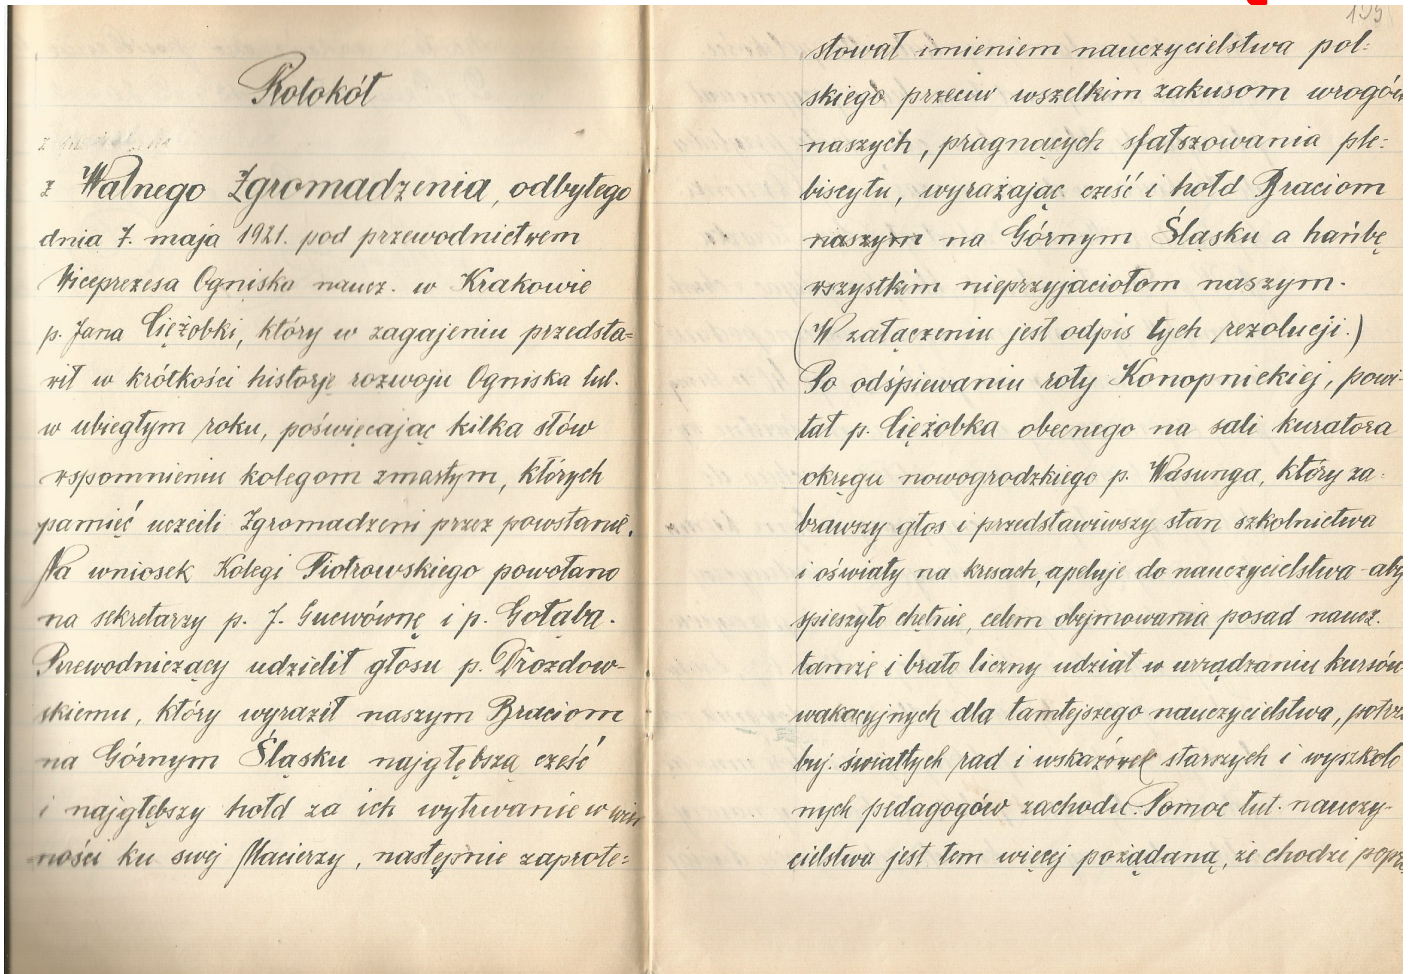 Protokół
z Walnego Zgromadzenia, odbytego
dnia 7. maja 1921. pod przewodnictwem
Viceprezesa Ogniska naucz. w Krakowie
p. Jana Ciężobki, który w zagajeniu przedsta=
wił w krótkości historję rozwoju Ogniska tut.
w ubiegłym roku, poświęcając kilka słów
wspomnieniu kolegom zmarłym, których
pamięć uczcili Zgromadzeni przez powstanie.
Na wniosek Kolegi Piotrowskiego powołano
na sekretarzy p. J. Gucwównę i p. Gołąba.
Przewodniczący udzielił głosu p. Drozdow-
skiemu, który wyraził naszym Braciom
na Górnym Śląsku najgłębszą cześć
i najgłębszy hołd za ich wytrwanie w
ności ku swej Macierzy, następnie zaprote=
135
stował imieniem nauczycielstwa pol=
skiego przeciw wszelkim zakusom wrogów
naszych, pragnących sfałszowania ple=
biscytu, wyrażając cześć i hołd Braciom
naszym na Górnym Śląsku a hańbę
wszystkim nieprzyjaciołom naszym.
(W załączeniu jest odpis tych rezolucji.)
Po odśpiewaniu roty Konopnickiej, powi-
tał p. Ciężobka obecnego na sali kuratora
okręgu nowogrodzkiego p. Wasunga, który za-
brawszy głos i przedstawiwszy stan szkolnictwa
i oświaty na kresach, apeluje do nauczycielstwa - aby
spieszyło chętnie, celem objmowania posad naucz.
tamże i brało liczny udział w urządzaniu kursów
wakacyjnych dla tamtejszego nauczycielstwa, potrze
buj. światłych rad i wskazówek starszych i wyszkolo
nych pedagogów zachodu. Pomoc tut. nauczy-
cielstwa jest tem więcej pożądaną, że chodzi